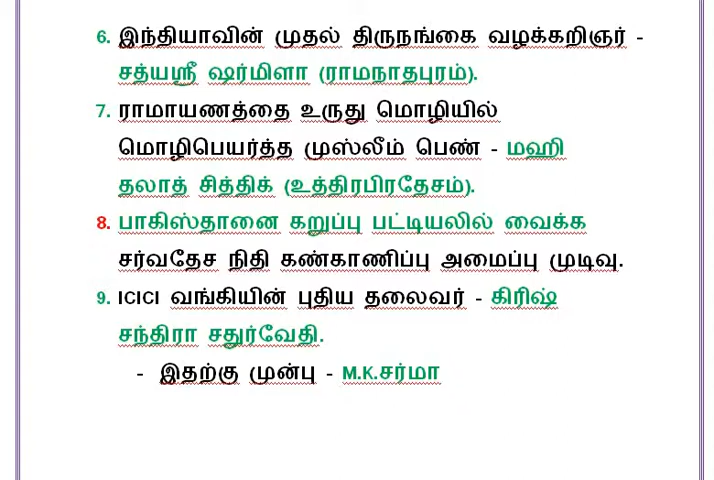 6. இந்தியாவின் முதல் திருநங்கை வழக்கறிஞர் -
சத்யஸ்ரீ ஷர்மிளா (ராமநாதபுரம்).
7. ராமாயணத்தை உருது மொழியில்
மொழிபெயர்த்த முஸ்லீம் பெண் - மஹி
தலாத் சித்திக் (உத்திரபிரதேசம்).
8. பாகிஸ்தானை கறுப்பு பட்டியலில் வைக்க
சர்வதேச நிதி கண்காணிப்பு அமைப்பு முடிவு.
9. ICICI வங்கியின் புதிய தலைவர் - கிரிஷ்
சந்திரா சதுர்வேதி.
- இதற்கு முன்பு - M.K.சர்மா